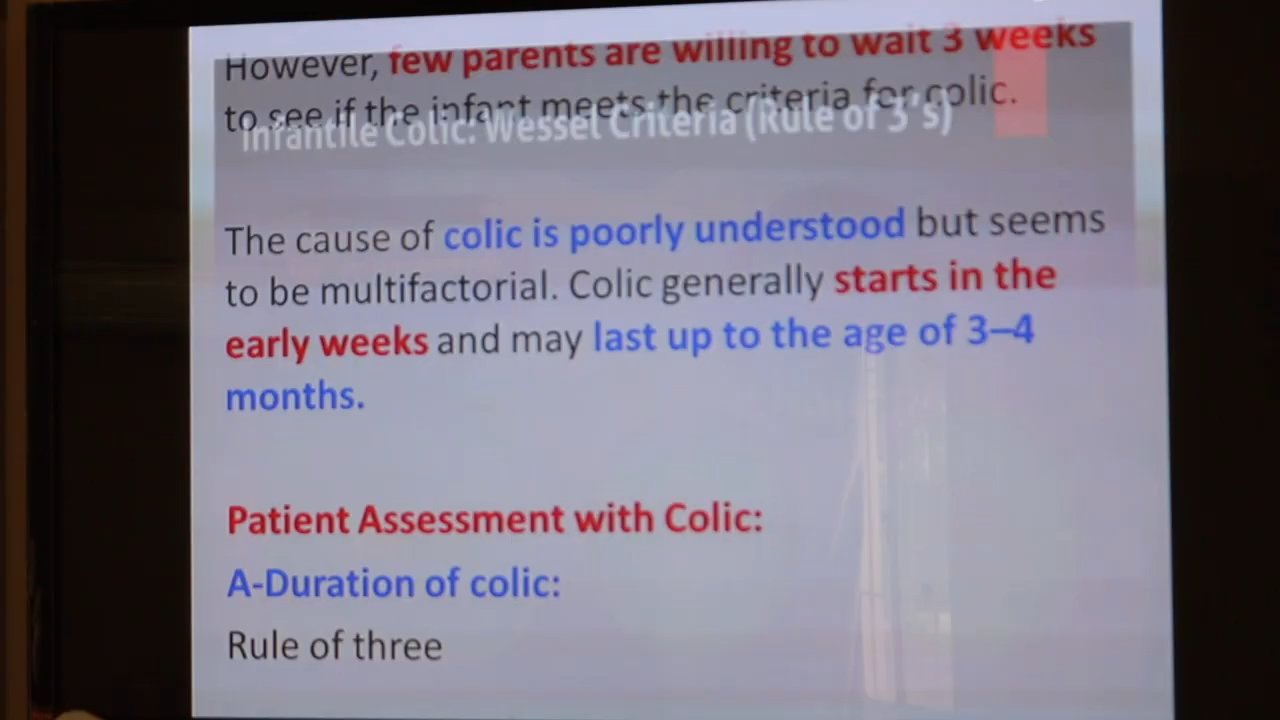 However, few parents are willing to wait 3 weeks
to see if the infant meets the criteria for colic.
Infantile Colic: Wessel Criteria (Rule of 3's)
The cause of colic is poorly understood but seems
to be multifactorial. Colic generally starts in the
early weeks and may last up to the age of 3–4
months.
Patient Assessment with Colic:
A-Duration of colic:
Rule of three